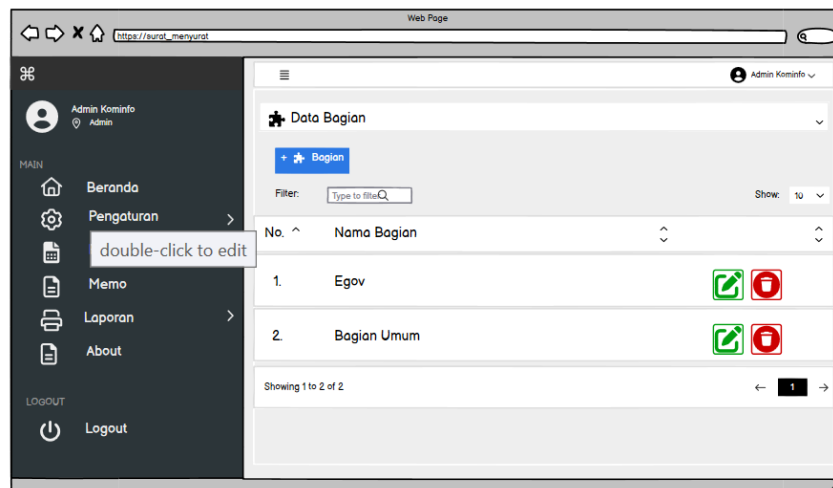 Web Page
https://surat_menyurat
Admin Kominfo
Admin Kominfo
Admin
Data Bagian
+ Bagian
MAIN
Beranda
Filter:
Type to filte
Show:
10
Pengaturan
No.
Nama Bagian
double-click to edit
Memo
1.
Egov
Laporan
2.
Bagian Umum
About
Showing 1 to 2 of 2
1
LOGOUT
Logout